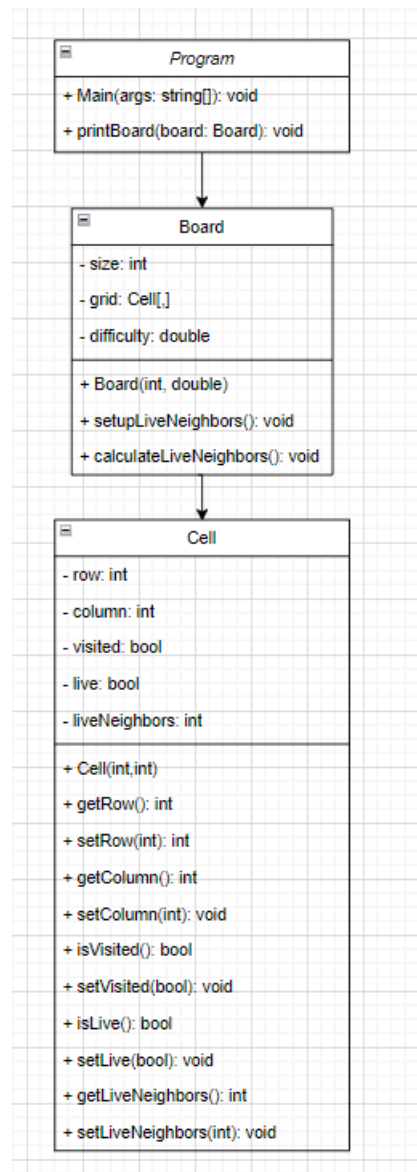 Program
+ Main(args: string[]): void
+ printBoard(board: Board): void
Board
- size: int
- grid: Cell[,]
- difficulty: double
+ Board(int, double)
+ setupLiveNeighbors(): void
+ calculateLiveNeighbors(): void
Cell
- row: int
- column: int
- visited: bool
- live: bool
- liveNeighbors: int
+ Cell(int,int)
+ getRow(): int
+ setRow(int): int
+ getColumn(): int
+ setColumn(int): void
+ isVisited(): bool
+ setVisited(bool): void
+ isLive(): bool
+ setLive(bool): void
+ getLiveNeighbors(): int
+ setLiveNeighbors(int): void